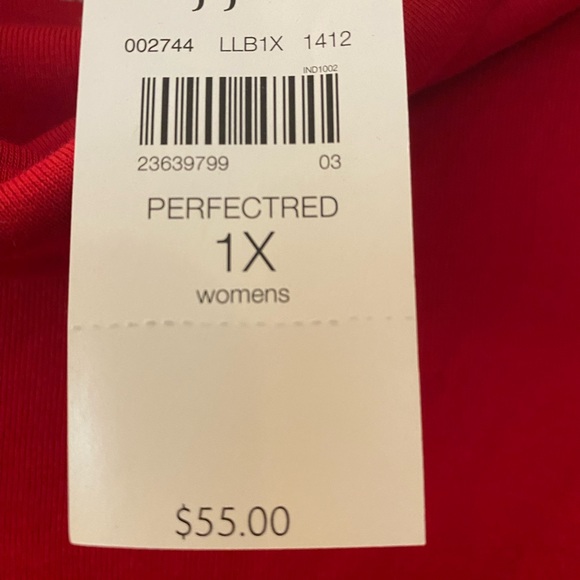 002744 LLB1X 1412
IND1002
23639799 03
PERFECTRED
1X
womens
$55.00